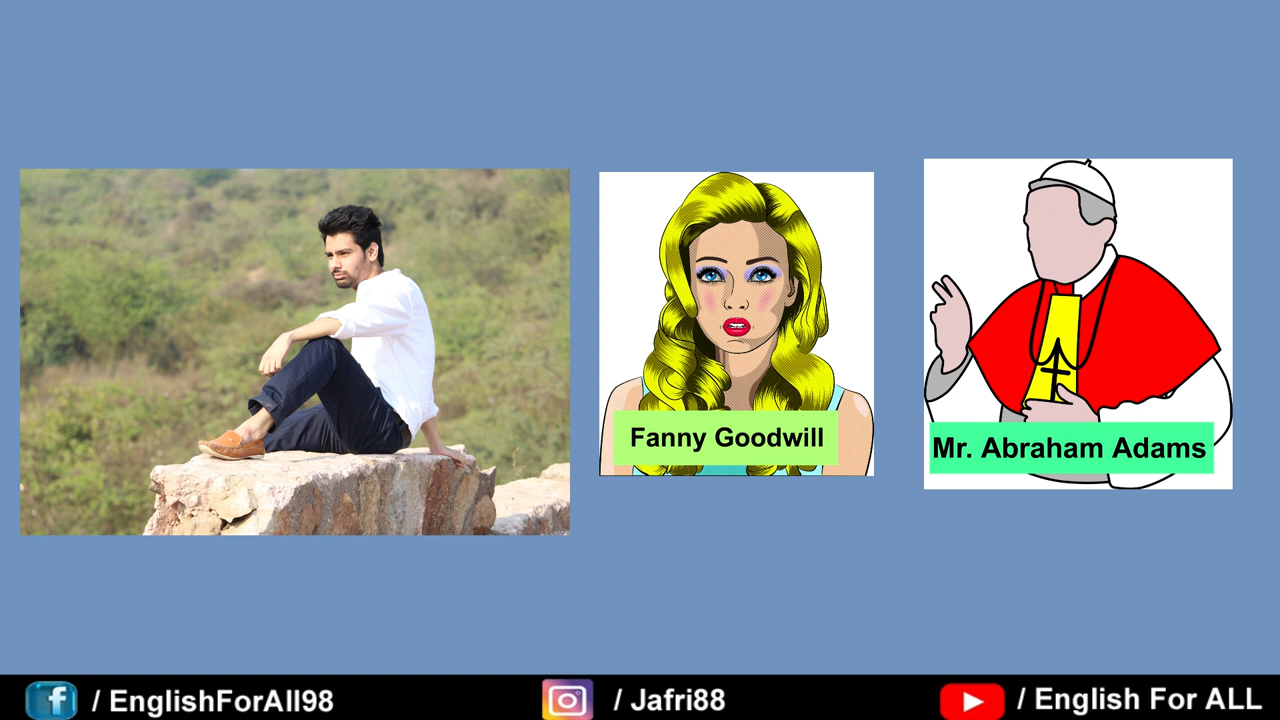 Fanny Goodwill
Mr. Abraham Adams
/ EnglishForAll98
/ Jafri88
/ English For ALL